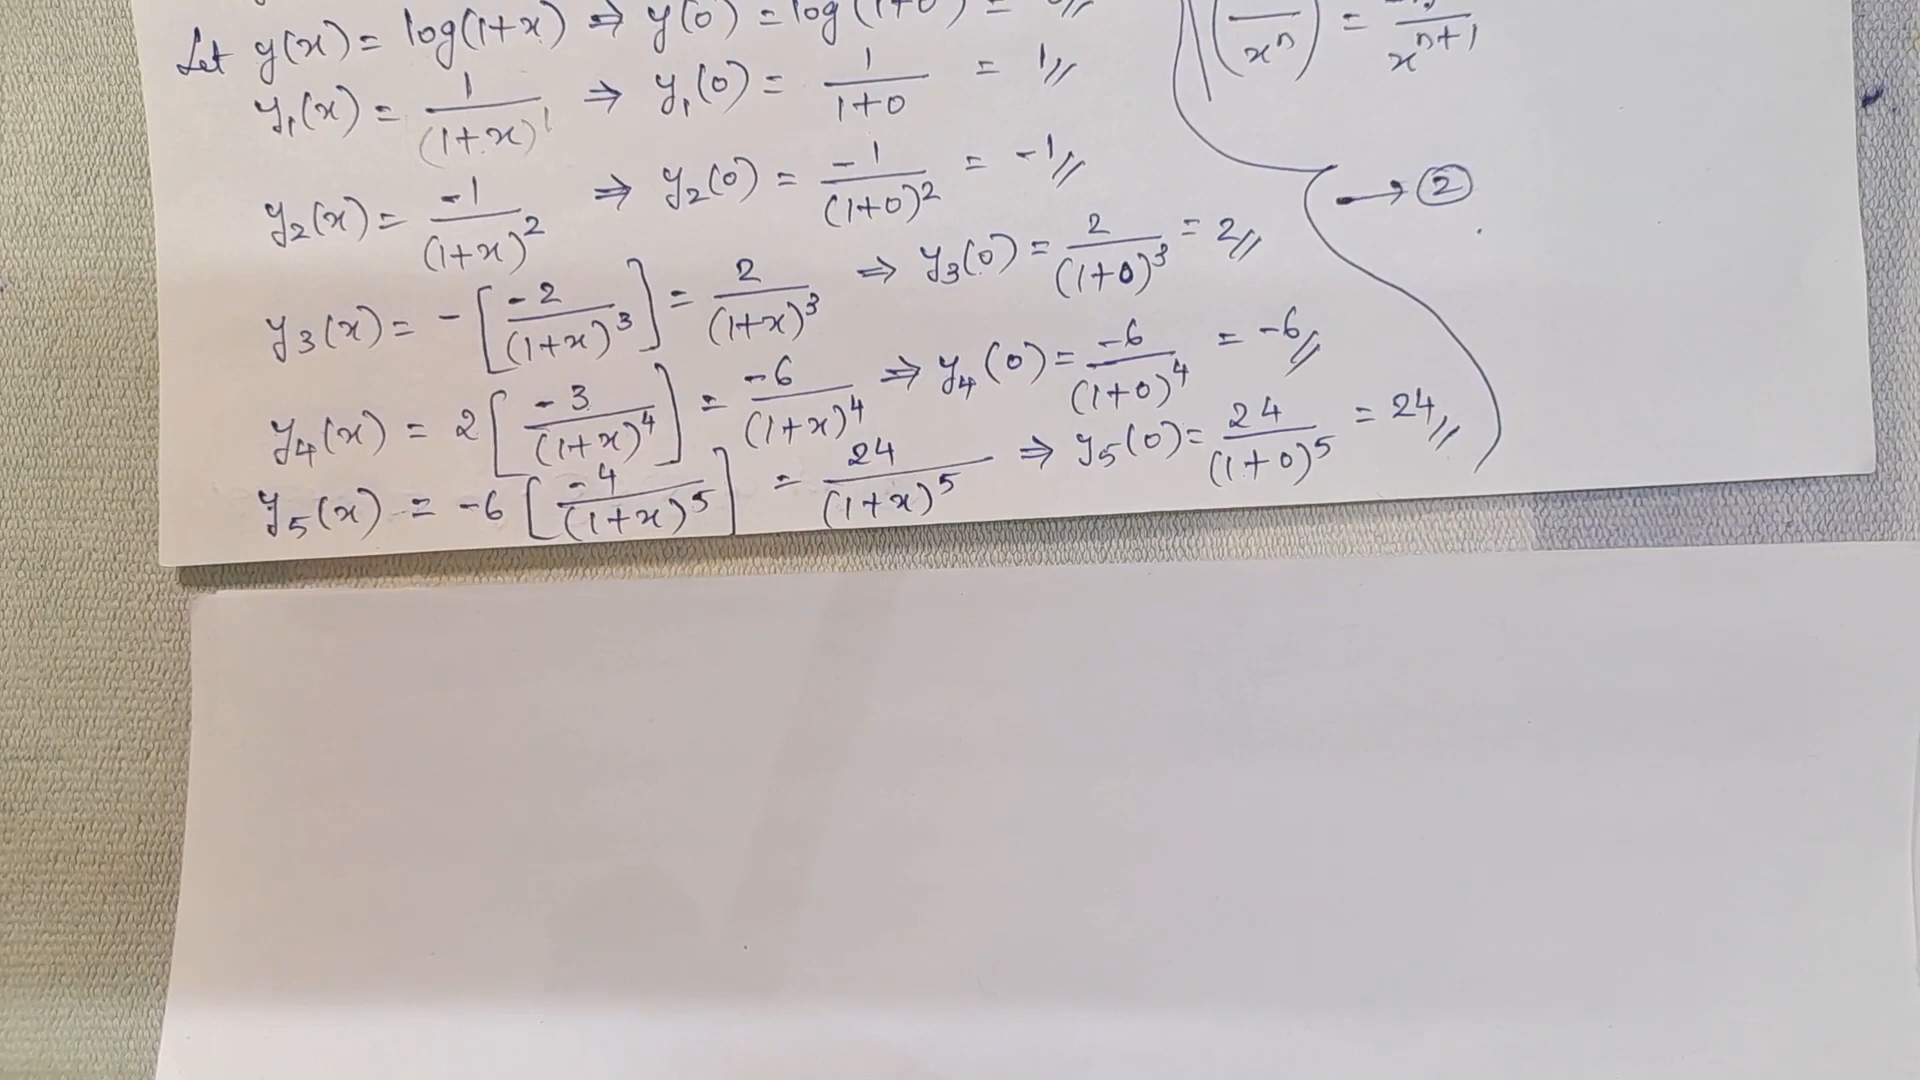 Let y(x) = log(1+x) ⇒ y(0) = log(1+0) =
y₁(x) = 1/(1+x)¹ ⇒ y₁(0) = 1/(1+0) = 1//
y₂(x) = -1/(1+x)² ⇒ y₂(0) = -1/(1+0)² = -1//
y₃(x) = -[-2/(1+x)³] = 2/(1+x)³ ⇒ y₃(0) = 2/(1+0)³ = 2//
y₄(x) = 2[-3/(1+x)⁴] = -6/(1+x)⁴ ⇒ y₄(0) = -6/(1+0)⁴ = -6//
y₅(x) = -6[-4/(1+x)⁵] = 24/(1+x)⁵ ⇒ y₅(0) = 24/(1+0)⁵ = 24//
( /xⁿ) = /xⁿ⁺¹
→ ②